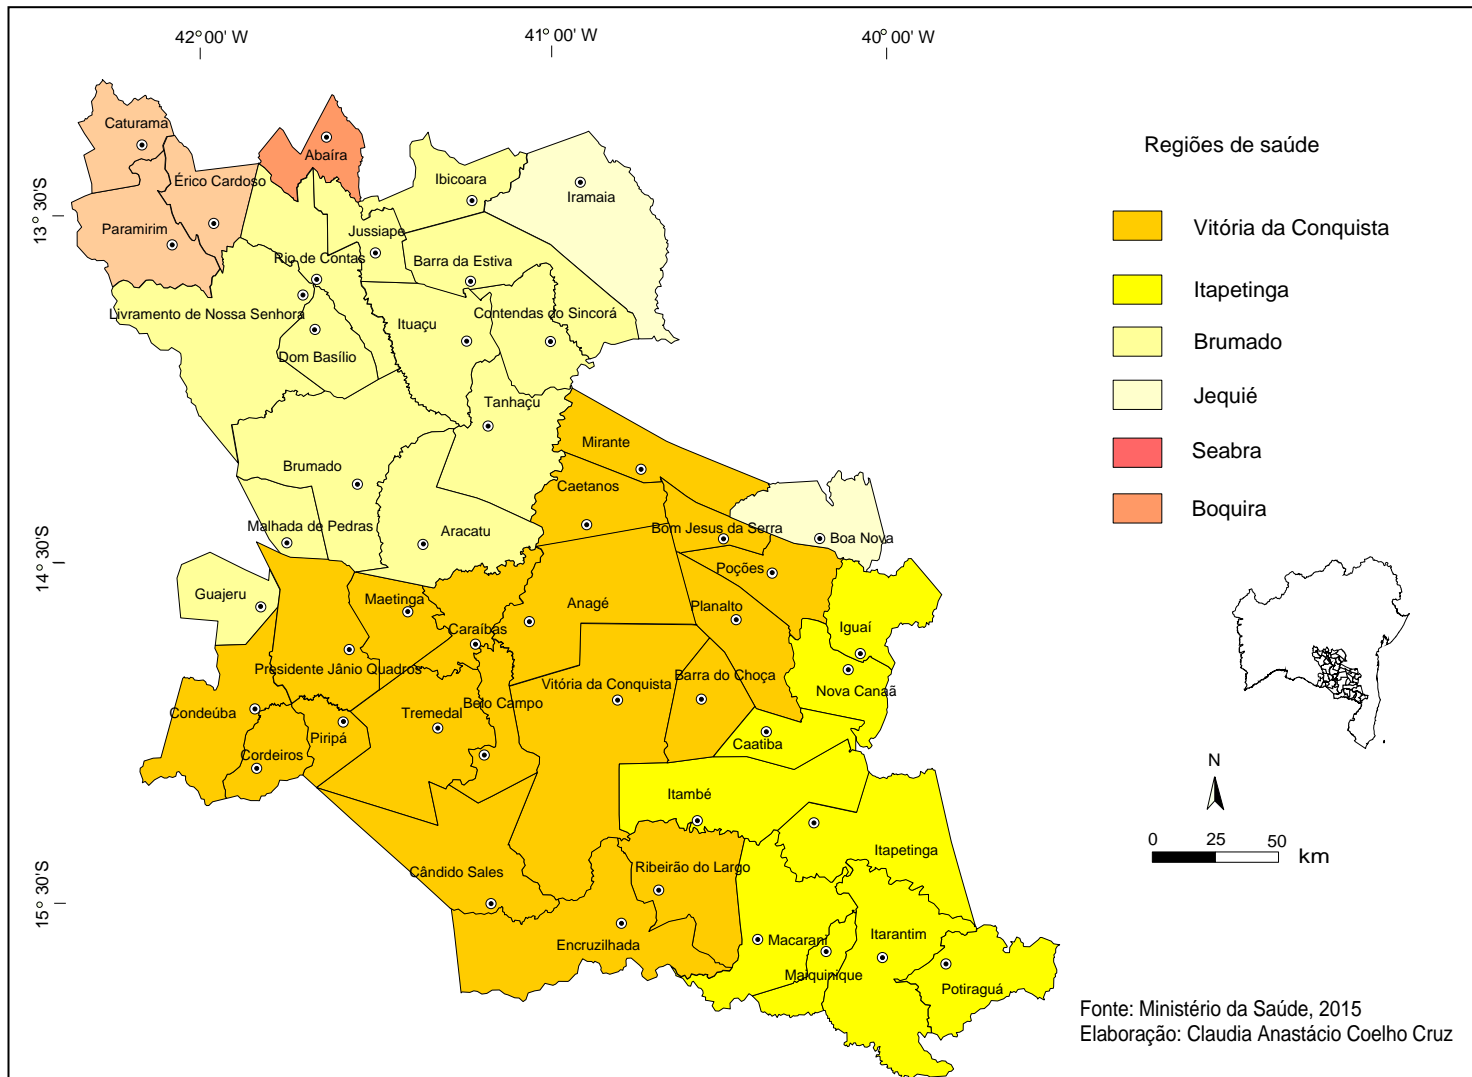 42° 00' W
41° 00' W
40° 00' W
13° 30'S
14° 30'S
15° 30'S
Caturama
Abaíra
Érico Cardoso
Ibicoara
Iramaia
Paramirim
Jussiape
Rio de Contas
Barra da Estiva
Livramento de Nossa Senhora
Ituaçu
Contendas do Sincorá
Dom Basílio
Tanhaçu
Mirante
Brumado
Caetanos
Malhada de Pedras
Aracatu
Bom Jesus da Serra
Boa Nova
Poções
Guajeru
Maetinga
Anagé
Planalto
Caraíbas
Iguaí
Presidente Jânio Quadros
Vitória da Conquista
Barra do Choça
Nova Canaã
Belo Campo
Condeúba
Tremedal
Piripá
Caatiba
Cordeiros
Itambé
Itapetinga
Cândido Sales
Ribeirão do Largo
Encruzilhada
Macarani
Itarantim
Maiquinique
Potiraguá
Regiões de saúde
Vitória da Conquista
Itapetinga
Brumado
Jequié
Seabra
Boquira
N
0 25 50 km
Fonte: Ministério da Saúde, 2015
Elaboração: Claudia Anastácio Coelho Cruz